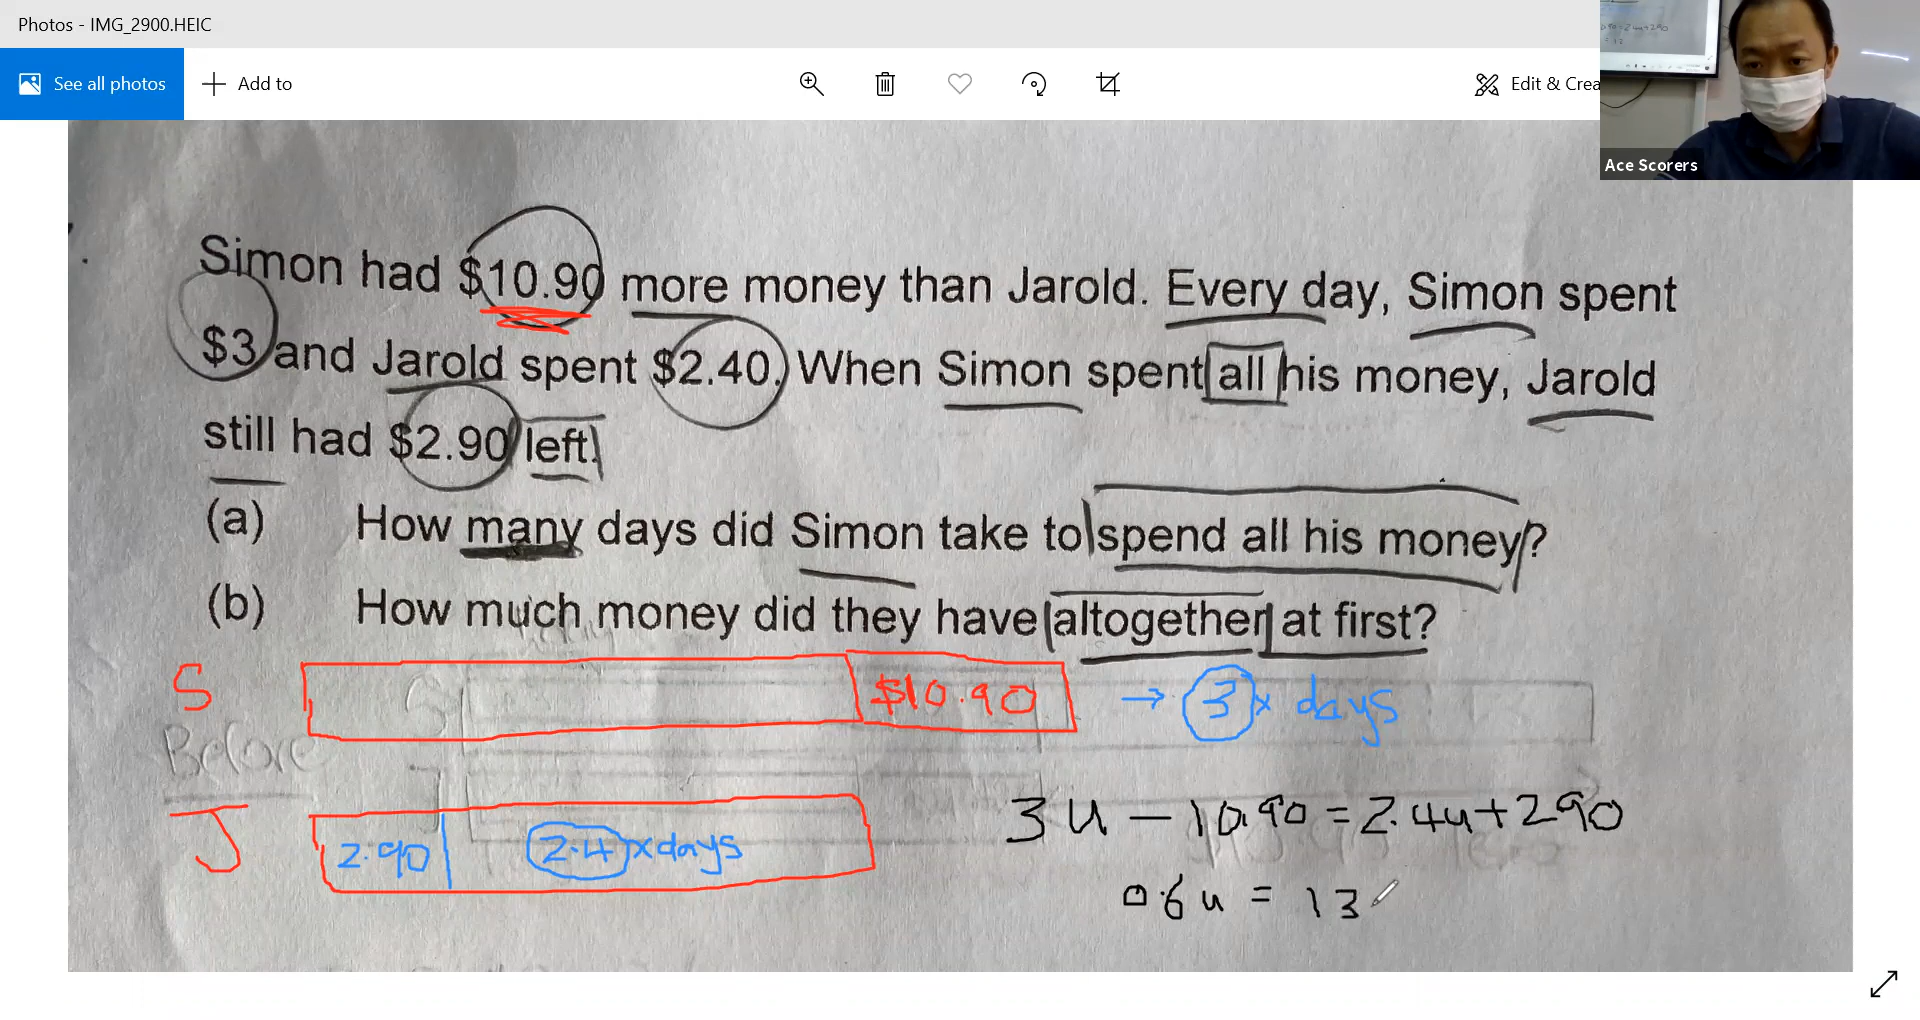 Photos - IMG_2900.HEIC
See all photos
Add to
Edit & Crea
Ace Scorers
Simon had $10.90 more money than Jarold. Every day, Simon spent
$3 and Jarold spent $2.40. When Simon spent all his money, Jarold
still had $2.90 left.
(a) How many days did Simon take to spend all his money?
(b) How much money did they have altogether at first?
S $10.90 → 3 x days
Before
J 2.90 2.4 x days
3u - 10.90 = 2.4u + 290
0.6u = 13